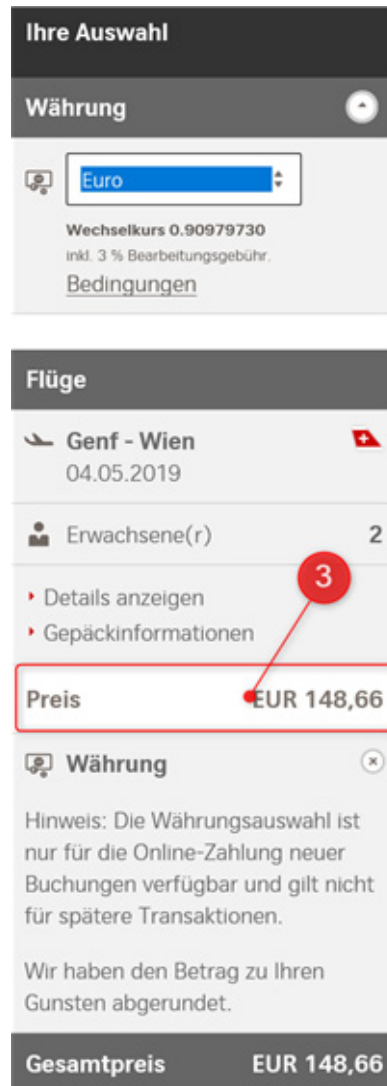 Ihre Auswahl
Währung
Euro
Wechselkurs 0.90979730
inkl. 3 % Bearbeitungsgebühr.
Bedingungen
Flüge
Genf - Wien
04.05.2019
Erwachsene(r) 2
Details anzeigen
3
Gepäckinformationen
Preis EUR 148,66
Währung
Hinweis: Die Währungsauswahl ist
nur für die Online-Zahlung neuer
Buchungen verfügbar und gilt nicht
für spätere Transaktionen.
Wir haben den Betrag zu Ihren
Gunsten abgerundet.
Gesamtpreis EUR 148,66